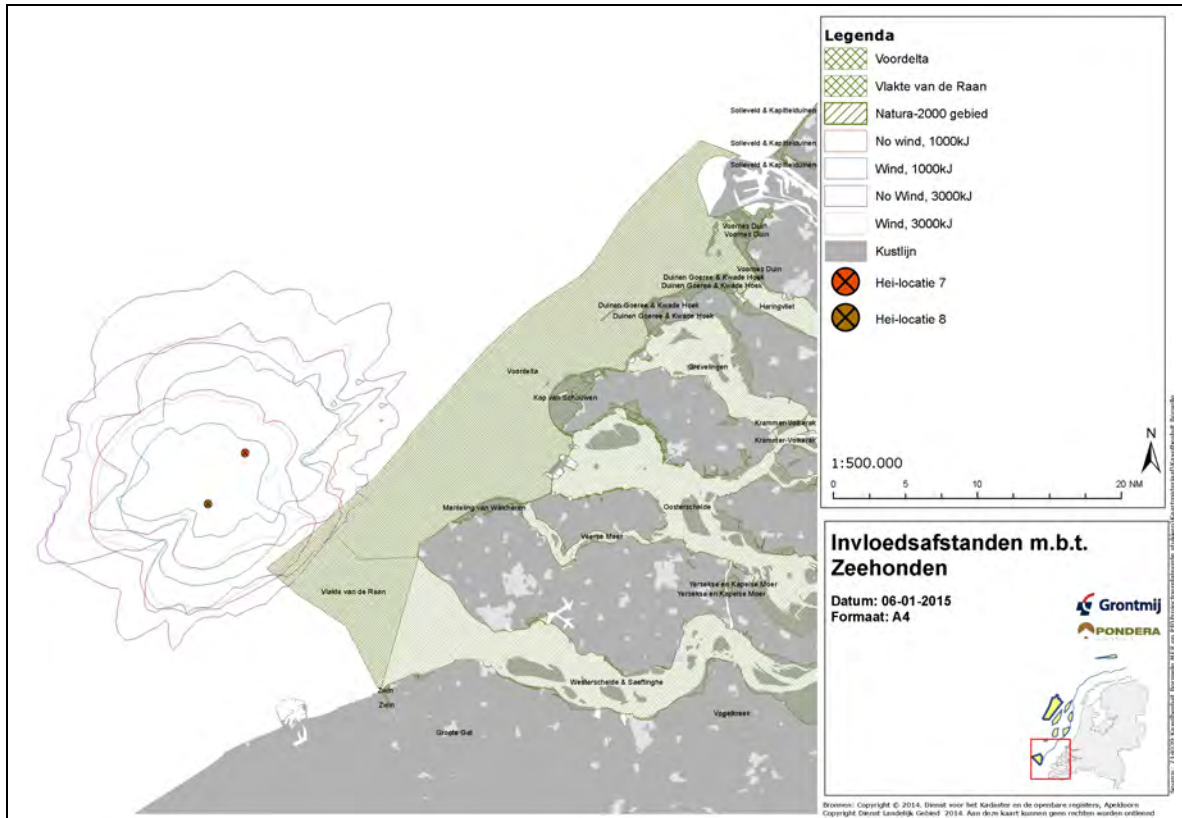 Solleveld & Kapittelduinen
Solleveld & Kapittelduinen
Solleveld & Kapittelduinen
Voornes Duin
Voornes Duin
Voornes Duin
Duinen Goeree & Kwade Hoek
Duinen Goeree & Kwade Hoek
Haringvliet
Duinen Goeree & Kwade Hoek
Duinen Goeree & Kwade Hoek
Grevelingen
Voordelta
Kop van Schouwen
Krammer-Volkerak
Krammer-Volkerak
Manteling van Walcheren
Oosterschelde
Veerse Meer
Yerseke en Kapelse Moer
Yerseke en Kapelse Moer
Vlakte van de Raan
Westerschelde & Saeftinghe
Zwin
Zwin
Vogelkreek
Groote Gat
Legenda
Voordelta
Vlakte van de Raan
Natura-2000 gebied
No wind, 1000kJ
Wind, 1000kJ
No Wind, 3000kJ
Wind, 3000kJ
Kustlijn
Hei-locatie 7
Hei-locatie 8
N
1:500.000
0 5 10 20 NM
Invloedsafstanden m.b.t.
Zeehonden
Datum: 06-01-2015
Formaat: A4
Grontmij
PONDERA
Bronnen: Copyright © 2014, Dienst voor het Kadaster en de openbare registers, Apeldoorn
Copyright Dienst Landelijk Gebied 2014. Aan deze kaart kunnen geen rechten worden ontleend